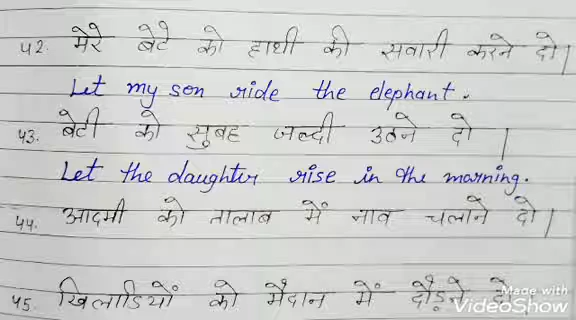 42. मेरे बेटे को हाथी की सवारी करने दो।
Let my son ride the elephant.
43. बेटी को सुबह जल्दी उठने दो।
Let the daughter rise in the morning.
44. आदमी को तालाब में नाव चलाने दो।
45. खिलाडियों को मैदान में दौड़ने दो
Made with
VideoShow